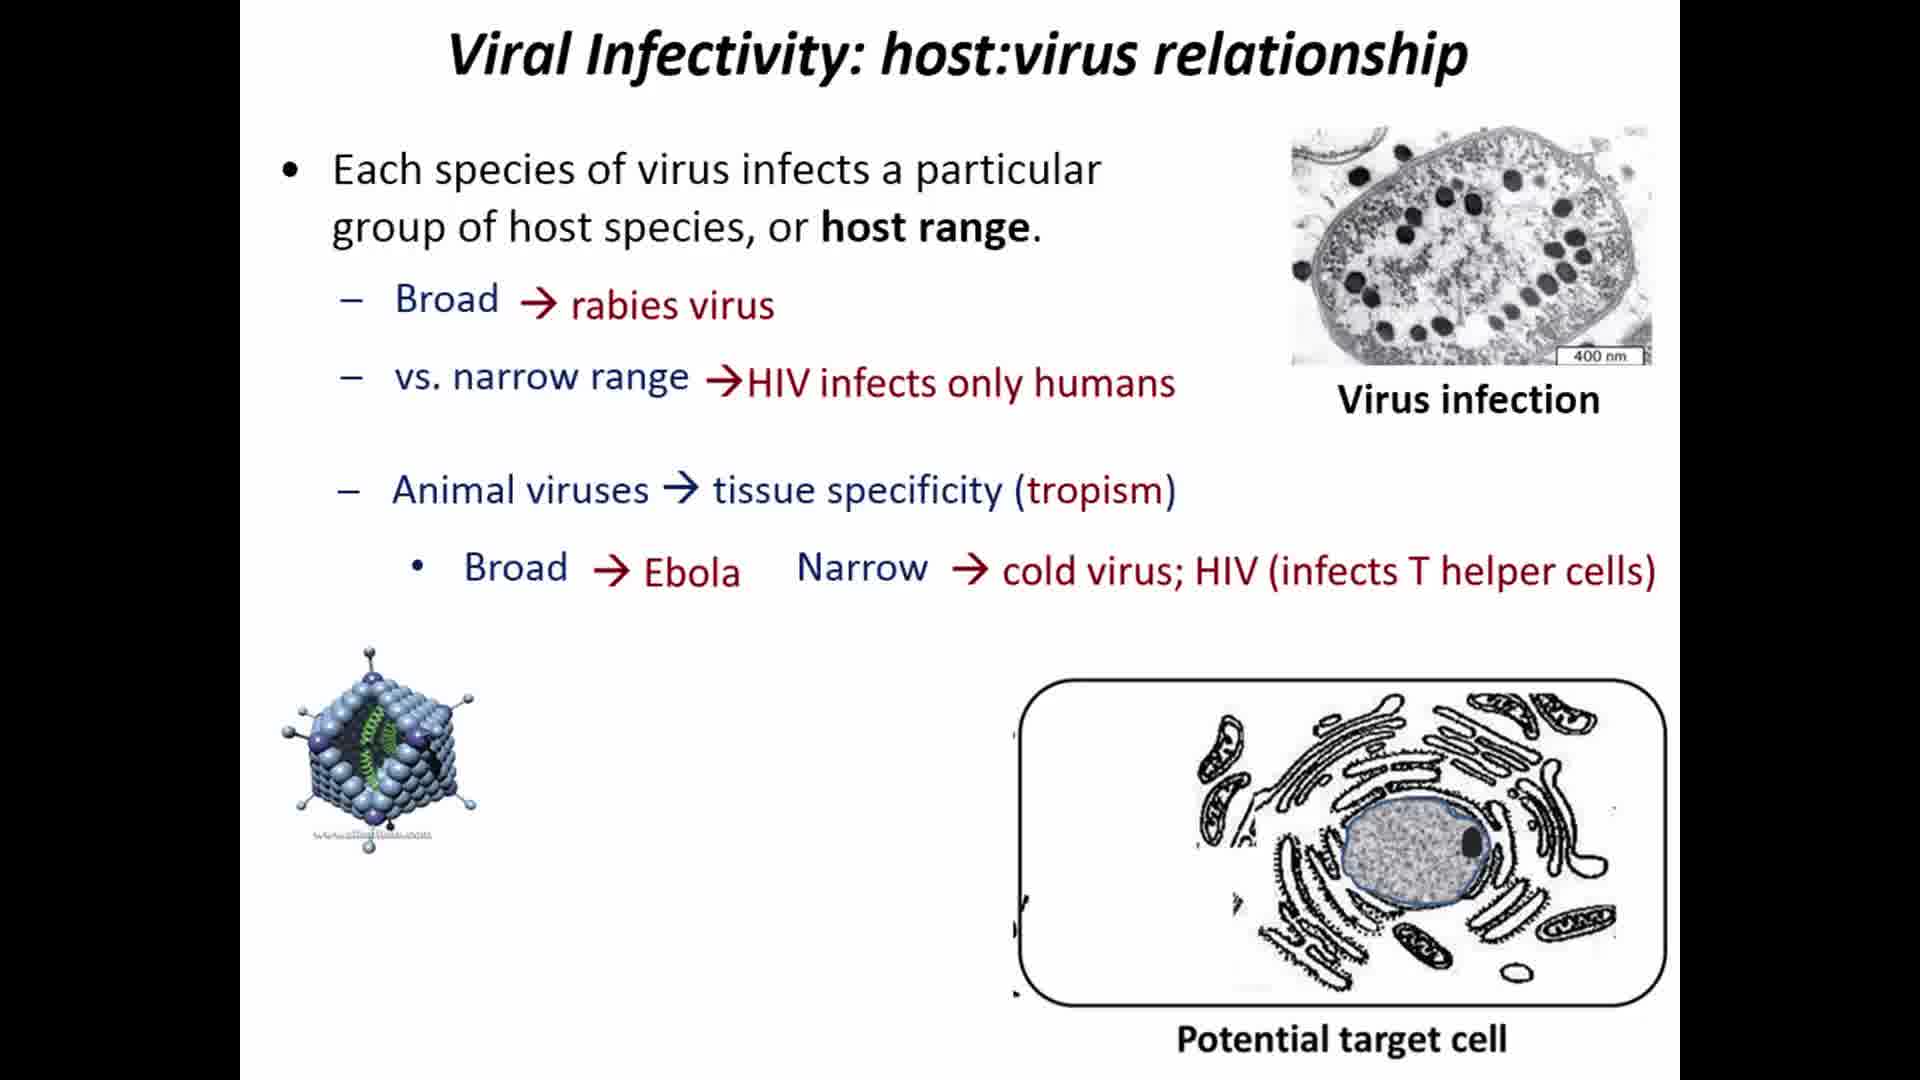 Viral Infectivity: host:virus relationship
• Each species of virus infects a particular
group of host species, or host range.
– Broad → rabies virus
– vs. narrow range →HIV infects only humans
400 nm
Virus infection
– Animal viruses → tissue specificity (tropism)
• Broad → Ebola Narrow → cold virus; HIV (infects T helper cells)
Potential target cell